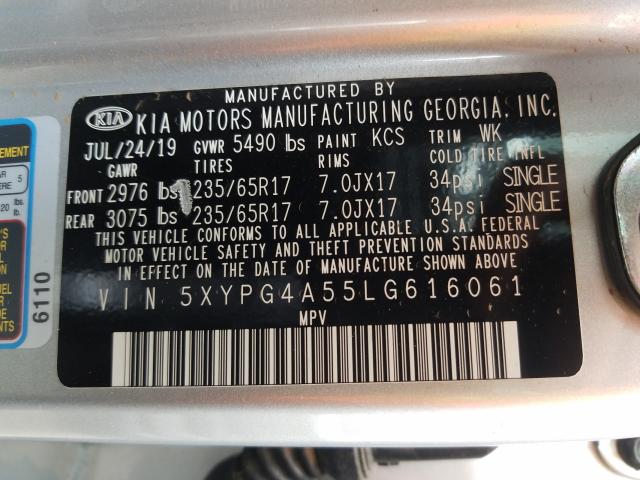 MANUFACTURED BY
KIA KIA MOTORS MANUFACTURING GEORGIA, INC.
JUL/24/19 GVWR 5490 lbs PAINT KCS TRIM WK
GAWR TIRES RIMS COLD TIRE INFL
FRONT 2976 lbs 235/65R17 7.0JX17 34psi SINGLE
REAR 3075 lbs 235/65R17 7.0JX17 34psi SINGLE
THIS VEHICLE CONFORMS TO ALL APPLICABLE U.S.A. FEDERAL
MOTOR VEHICLE SAFETY AND THEFT PREVENTION STANDARDS
IN EFFECT ON THE DATE OF MANUFACTURE SHOWN ABOVE
VIN 5XYPG4A55LG616061
MPV
6110